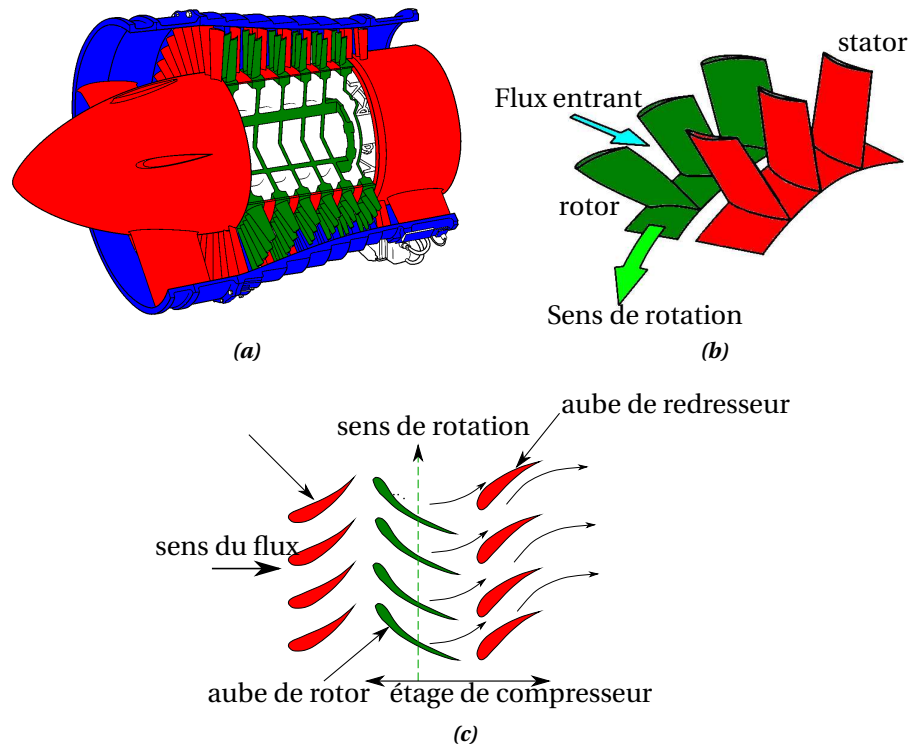 stator
Flux entrant
rotor
Sens de rotation
(a)
(b)
aube de redresseur
sens de rotation
sens du flux
aube de rotor
étage de compresseur
(c)